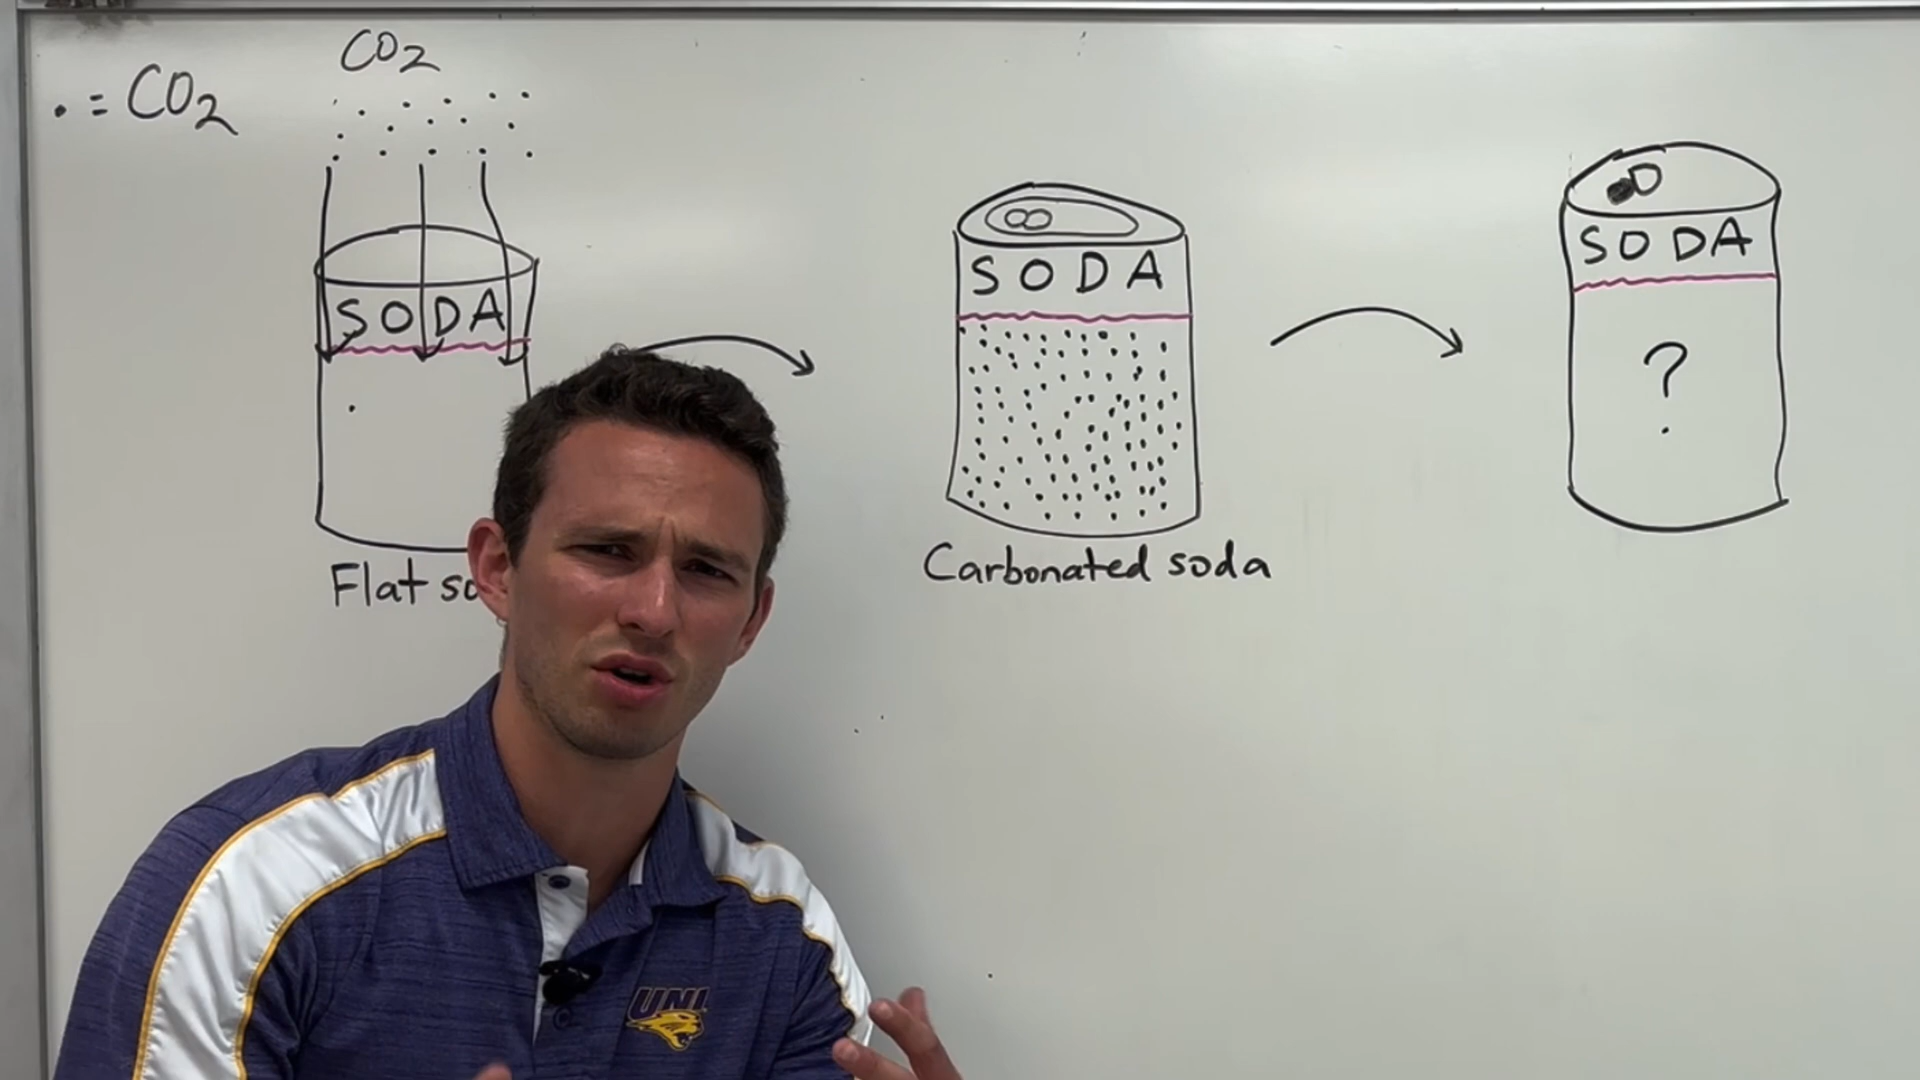 . = CO2
CO2
SODA
Flat so
SODA
Carbonated soda
SODA
?
UNI